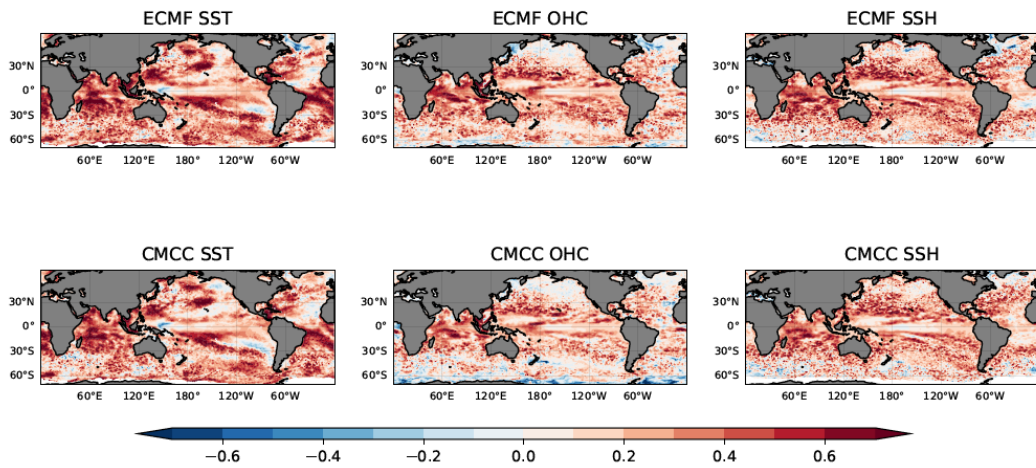 ECMF SST ECMF OHC ECMF SSH
30°N 30°N 30°N
0° 0° 0°
30°S 30°S 30°S
60°S 60°S 60°S
60°E 120°E 180° 120°W 60°W 60°E 120°E 180° 120°W 60°W 60°E 120°E 180° 120°W 60°W
CMCC SST CMCC OHC CMCC SSH
30°N 30°N 30°N
0° 0° 0°
30°S 30°S 30°S
60°S 60°S 60°S
60°E 120°E 180° 120°W 60°W 60°E 120°E 180° 120°W 60°W 60°E 120°E 180° 120°W 60°W
−0.6 −0.4 −0.2 0.0 0.2 0.4 0.6